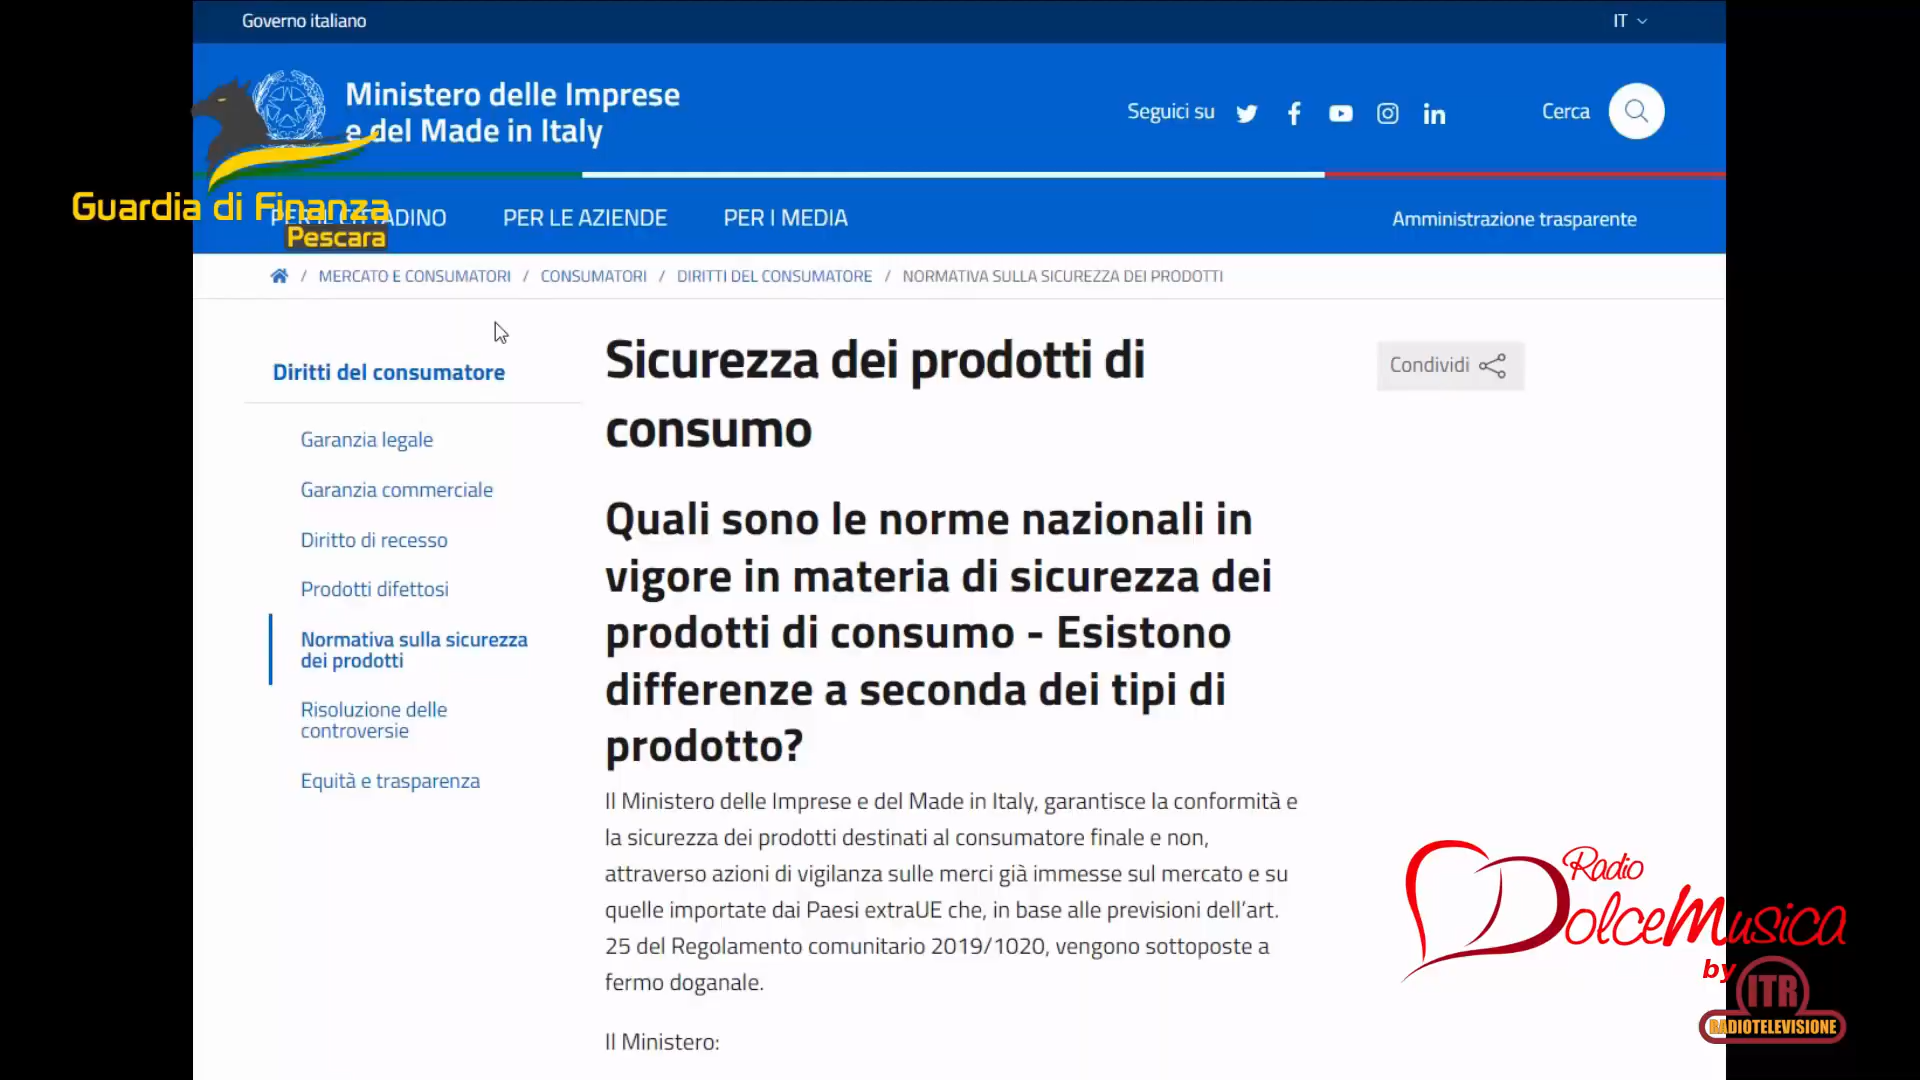 Governo italiano
IT
Ministero delle Imprese
e del Made in Italy
Seguici su
Cerca
Guardia di Finanza
Pescara
PER IL CITTADINO
PER LE AZIENDE
PER I MEDIA
Amministrazione trasparente
/ MERCATO E CONSUMATORI / CONSUMATORI / DIRITTI DEL CONSUMATORE / NORMATIVA SULLA SICUREZZA DEI PRODOTTI
Diritti del consumatore
Garanzia legale
Garanzia commerciale
Diritto di recesso
Prodotti difettosi
Normativa sulla sicurezza
dei prodotti
Risoluzione delle
controversie
Equità e trasparenza
Sicurezza dei prodotti di
consumo
Condividi
Quali sono le norme nazionali in
vigore in materia di sicurezza dei
prodotti di consumo - Esistono
differenze a seconda dei tipi di
prodotto?
Il Ministero delle Imprese e del Made in Italy, garantisce la conformità e
la sicurezza dei prodotti destinati al consumatore finale e non,
attraverso azioni di vigilanza sulle merci già immesse sul mercato e su
quelle importate dai Paesi extraUE che, in base alle previsioni dell’art.
25 del Regolamento comunitario 2019/1020, vengono sottoposte a
fermo doganale.
Il Ministero:
Radio
DolceMusica
by
ITR
RADIOTELEVISIONE